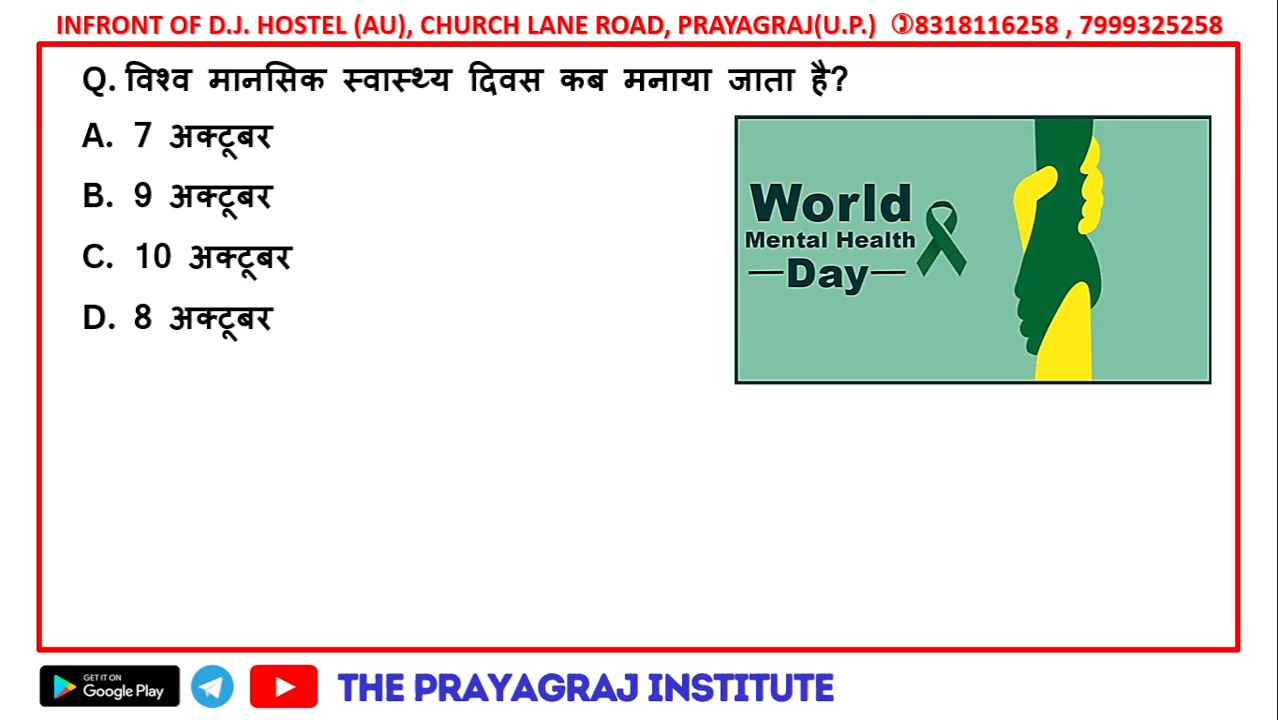 INFRONT OF D.J. HOSTEL (AU), CHURCH LANE ROAD, PRAYAGRAJ(U.P.) ✆8318116258 , 7999325258
Q. विश्व मानसिक स्वास्थ्य दिवस कब मनाया जाता है?
A. 7 अक्टूबर
B. 9 अक्टूबर
C. 10 अक्टूबर
D. 8 अक्टूबर
World
Mental Health
—Day—
GET IT ON
Google Play
THE PRAYAGRAJ INSTITUTE